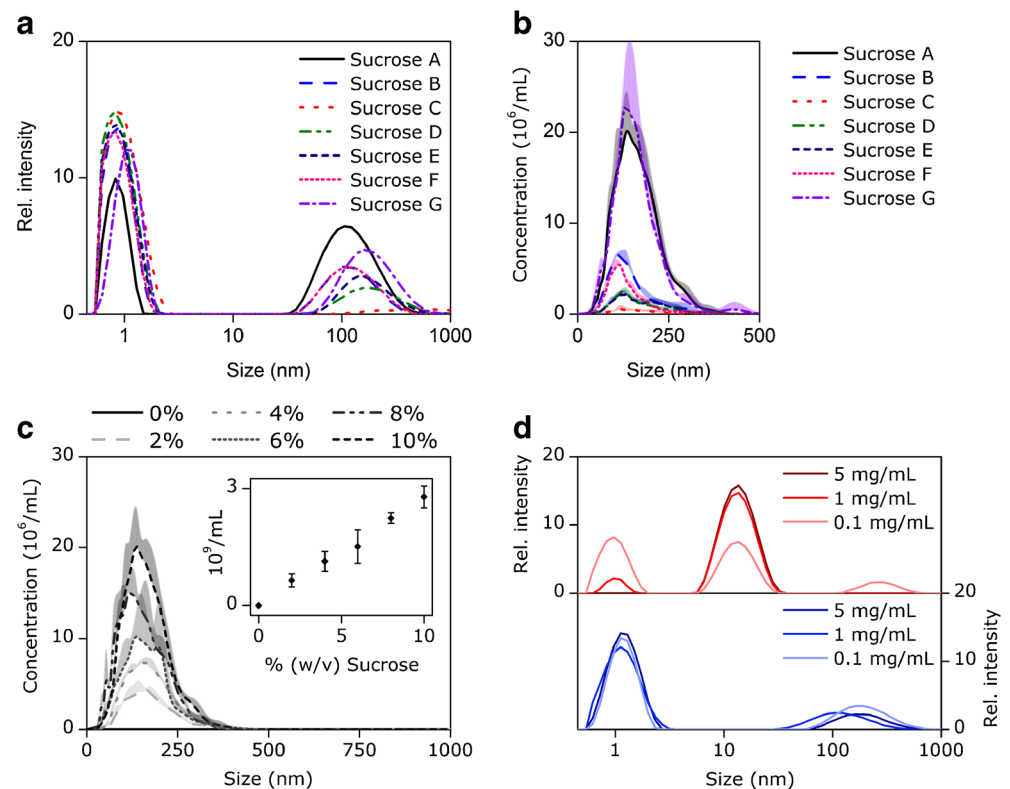 a
20
10
0
Rel. intensity
Sucrose A
Sucrose B
Sucrose C
Sucrose D
Sucrose E
Sucrose F
Sucrose G
1 10 100 1000
Size (nm)
b
30
20
10
0
Concentration (10⁶/mL)
0 250 500
Size (nm)
Sucrose A
Sucrose B
Sucrose C
Sucrose D
Sucrose E
Sucrose F
Sucrose G
c
0% 4% 8%
2% 6% 10%
30
20
10
0
Concentration (10⁶/mL)
3
0
10⁹/mL
0 5 10
% (w/v) Sucrose
0 250 500 750 1000
Size (nm)
d
20
10
0
Rel. intensity
5 mg/mL
1 mg/mL
0.1 mg/mL
20
10
0
Rel. intensity
5 mg/mL
1 mg/mL
0.1 mg/mL
1 10 100 1000
Size (nm)